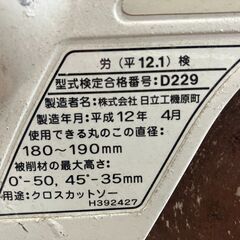 労（平 12.1）検
型式検定合格番号：D229
製造者名：株式会社 日立工機原町
製造年月：平成12年 4月
使用できる丸のこの直径：
180～190mm
被削材の最大高さ：
0°-50, 45°-35mm
用途：クロスカットソー
H392427